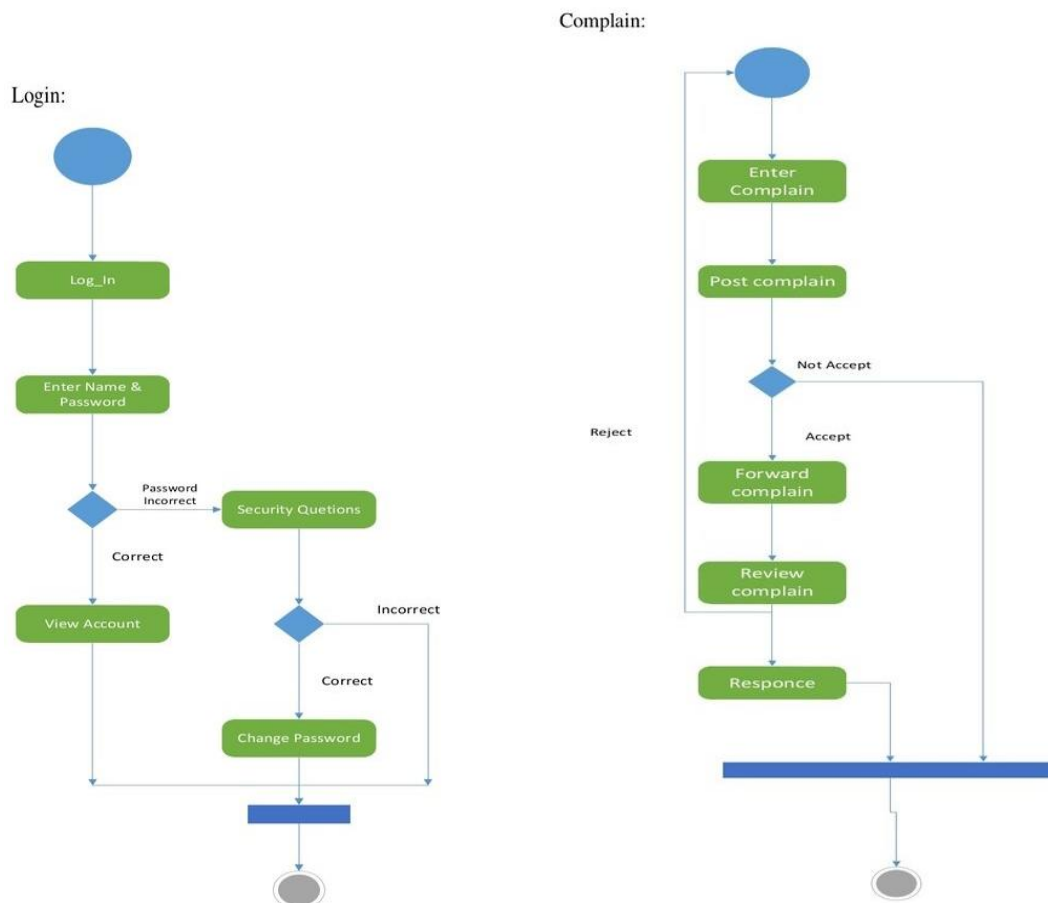 Login:
Log_In
Enter Name &
Password
Password
Incorrect
Security Quetions
Correct
View Account
Incorrect
Correct
Change Password
Complain:
Enter
Complain
Post complain
Not Accept
Reject
Accept
Forward
complain
Review
complain
Responce